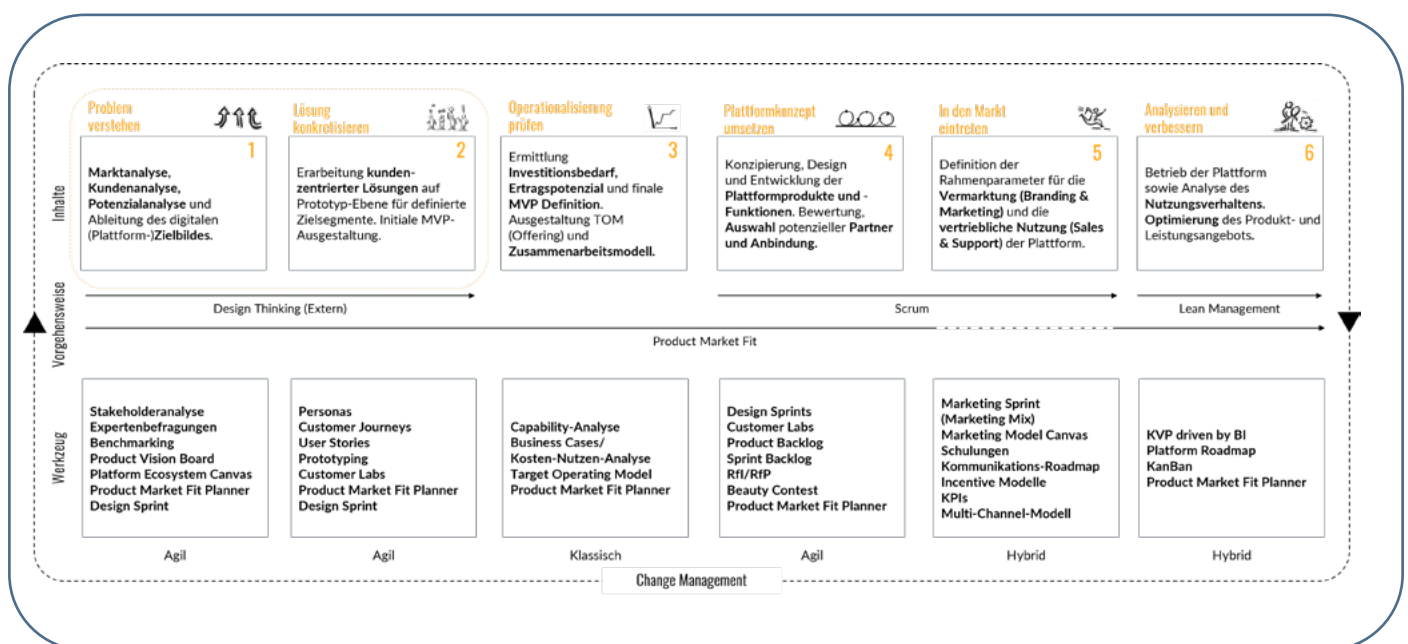 Problem
verstehen
1
Marktanalyse,
Kundenanalyse,
Potenzialanalyse und
Ableitung des digitalen
(Plattform-)Zielbildes.
Lösung
konkretisieren
2
Erarbeitung kunden-
zentrierter Lösungen auf
Prototyp-Ebene für definierte
Zielsegmente. Initiale MVP-
Ausgestaltung.
Operationalisierung
prüfen
3
Ermittlung
Investitionsbedarf,
Ertragspotenzial und finale
MVP Definition.
Ausgestaltung TOM
(Offering) und
Zusammenarbeitsmodell.
Plattformkonzept
umsetzen
4
Konzipierung, Design
und Entwicklung der
Plattformprodukte und -
Funktionen. Bewertung,
Auswahl potenzieller Partner
und Anbindung.
In den Markt
eintreten
5
Definition der
Rahmenparameter für die
Vermarktung (Branding &
Marketing) und die
vertriebliche Nutzung (Sales
& Support) der Plattform.
Analysieren und
verbessern
6
Betrieb der Plattform
sowie Analyse des
Nutzungsverhaltens.
Optimierung des Produkt- und
Leistungsangebots.
Inhalte
Vorgehensweise
Design Thinking (Extern)
Scrum
Lean Management
Product Market Fit
Werkzeug
Stakeholderanalyse
Expertenbefragungen
Benchmarking
Product Vision Board
Platform Ecosystem Canvas
Product Market Fit Planner
Design Sprint
Personas
Customer Journeys
User Stories
Prototyping
Customer Labs
Product Market Fit Planner
Design Sprint
Capability-Analyse
Business Cases/
Kosten-Nutzen-Analyse
Target Operating Model
Product Market Fit Planner
Design Sprints
Customer Labs
Product Backlog
Sprint Backlog
RfI/RfP
Beauty Contest
Product Market Fit Planner
Marketing Sprint
(Marketing Mix)
Marketing Model Canvas
Schulungen
Kommunikations-Roadmap
Incentive Modelle
KPIs
Multi-Channel-Modell
KVP driven by BI
Platform Roadmap
KanBan
Product Market Fit Planner
Agil
Agil
Klassisch
Agil
Hybrid
Hybrid
Change Management